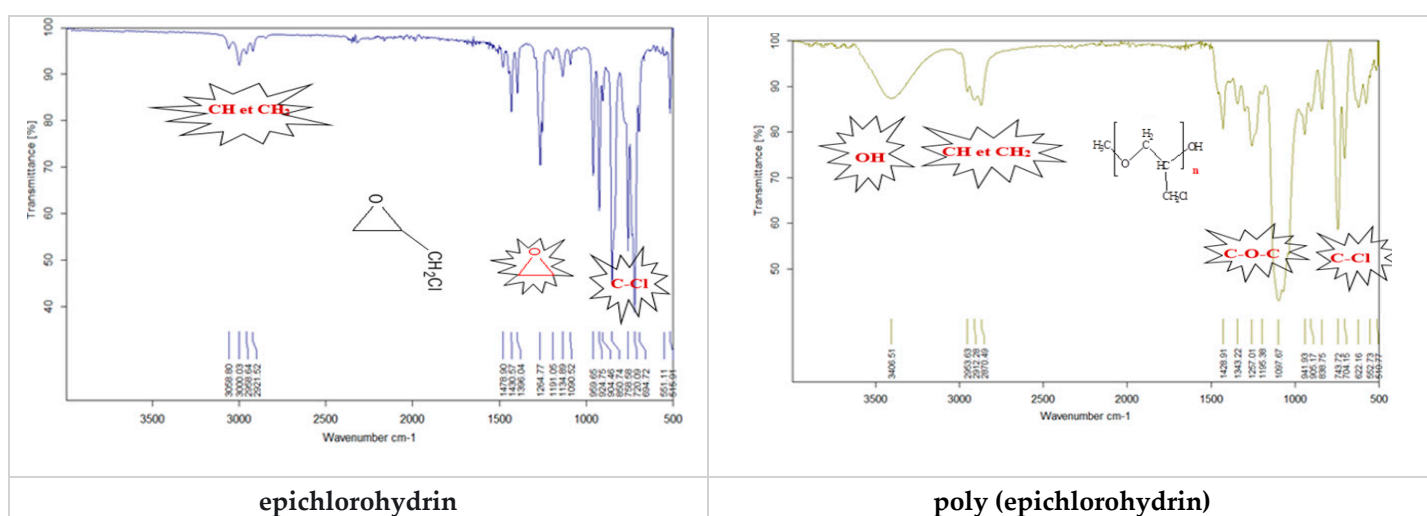 100
90
80
70
60
50
40
Transmittance [%]
CH et CH₂
O
CH₂Cl
O
C-Cl
3058.80
3000.03
2958.64
2921.52
1478.90
1430.57
1396.04
1264.77
1191.05
1134.89
1090.52
959.65
924.75
904.46
850.74
758.58
720.09
694.72
551.11
515.91
3500 3000 2500 2000 1500 1000 500
Wavenumber cm-1
epichlorohydrin
100
90
80
70
60
50
Transmittance [%]
OH
CH et CH₂
H₃C
O
H₂
C
HC
OH
n
CH₂Cl
C-O-C
C-Cl
3406.51
2953.63
2912.28
2870.49
1428.91
1343.22
1257.01
1195.38
1097.67
941.93
905.17
838.75
743.72
704.15
622.16
552.73
510.77
3500 3000 2500 2000 1500 1000 500
Wavenumber cm-1
poly (epichlorohydrin)